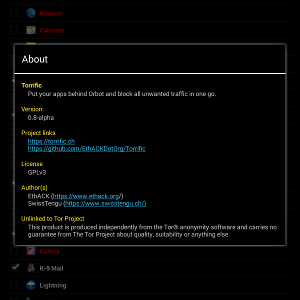 Browser
Calendar
About
Torrific
Put your apps behind Orbot and block all unwanted traffic in one go.
Version:
0.8-alpha
Project links
https://torrific.ch
https://github.com/EthACKDotOrg/Torrific
License
GPLv3
Author(s)
EthACK (https://www.ethack.org/)
SwissTengu (https://www.swisstengu.ch/)
Unlinked to Tor Project
This product is produced independently from the Tor® anonymity software and carries no
guarantee from The Tor Project about quality, suitability or anything else.
Gallery
K-9 Mail
Lightning